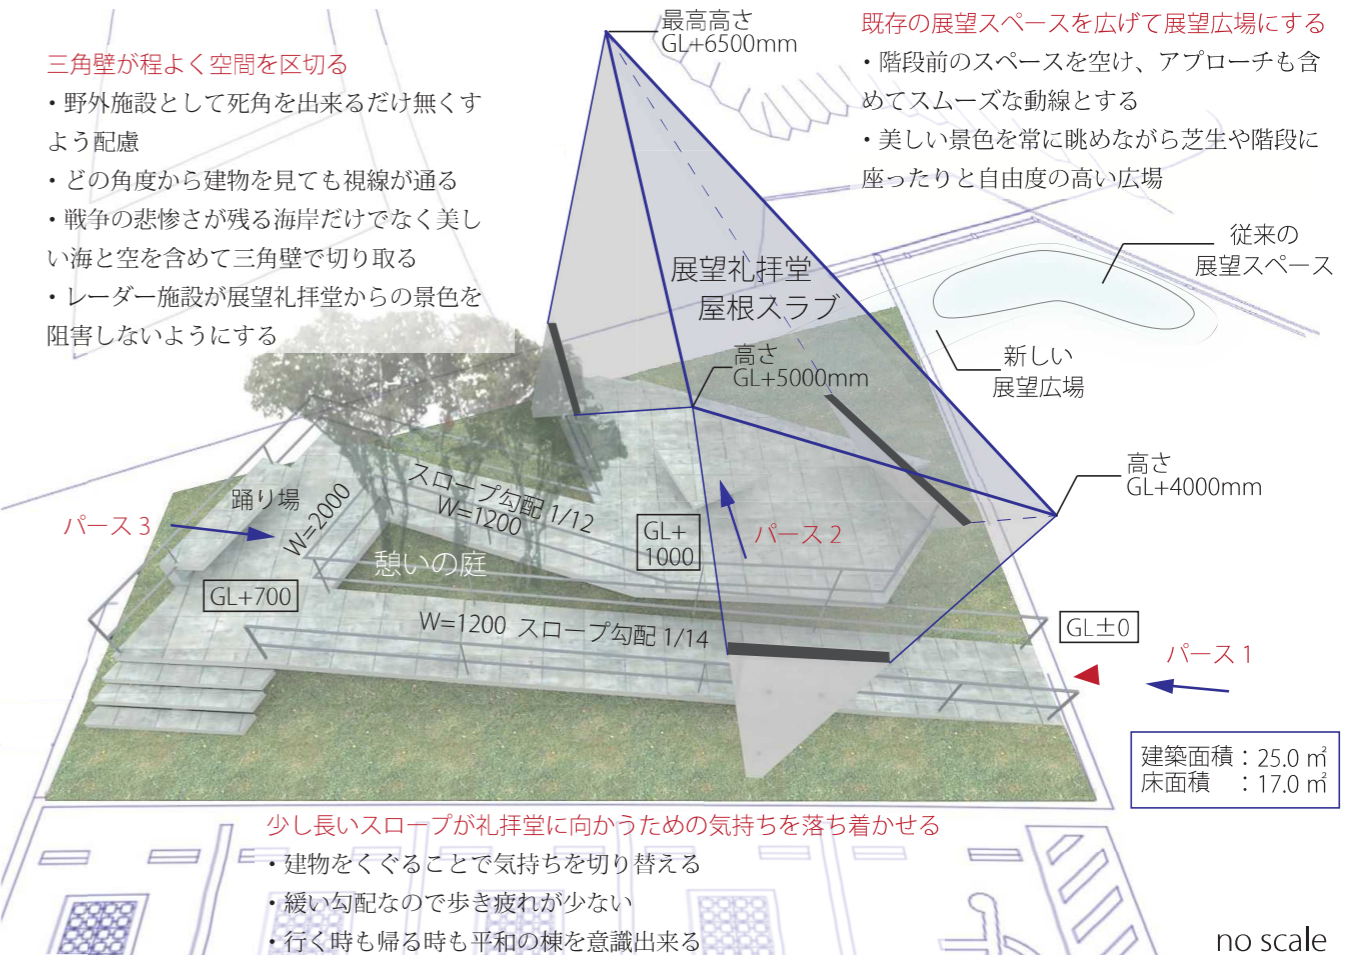 最高高さ
GL+6500mm
既存の展望スペースを広げて展望広場にする
・階段前のスペースを空け、アプローチも含
めてスムーズな動線とする
・美しい景色を常に眺めながら芝生や階段に
座ったりと自由度の高い広場
三角壁が程よく空間を区切る
・野外施設として死角を出来るだけ無くす
よう配慮
・どの角度から建物を見ても視線が通る
・戦争の悲惨さが残る海岸だけでなく美し
い海と空を含めて三角壁で切り取る
・レーダー施設が展望礼拝堂からの景色を
阻害しないようにする
従来の
展望スペース
展望礼拝堂
屋根スラブ
新しい
展望広場
高さ
GL+5000mm
高さ
GL+4000mm
踊り場
W=2000
スロープ勾配 1/12
W=1200
パース 3
GL+
1000
パース 2
憩いの庭
GL+700
W=1200 スロープ勾配 1/14
GL±0
パース 1
建築面積：25.0 ㎡
床面積　：17.0 ㎡
少し長いスロープが礼拝堂に向かうための気持ちを落ち着かせる
・建物をくぐることで気持ちを切り替える
・緩い勾配なので歩き疲れが少ない
・行く時も帰る時も平和の棟を意識出来る
no scale